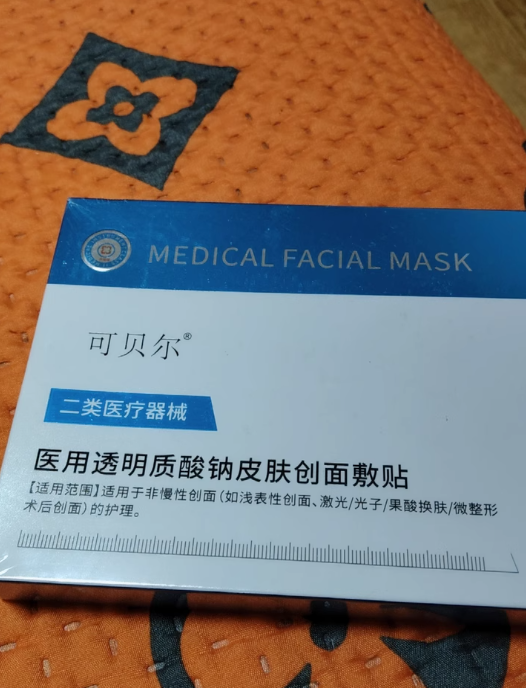 MEDICAL FACIAL MASK
可贝尔®
二类医疗器械
医用透明质酸钠皮肤创面敷贴
【适用范围】适用于非慢性创面(如浅表性创面、激光/光子/果酸换肤/微整形
术后创面)的护理。